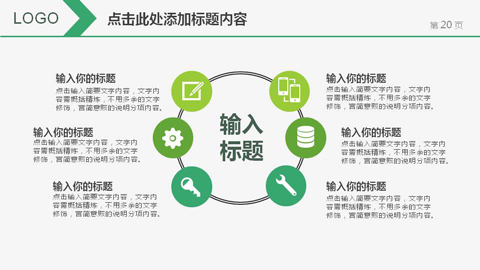 LOGO
点击此处添加标题内容
第 20 页
输入你的标题
点击输入简要文字内容，文字内
容需概括精炼，不用多余的文字
修饰，言简意赅的说明分项内容。
输入你的标题
点击输入简要文字内容，文字内
容需概括精炼，不用多余的文字
修饰，言简意赅的说明分项内容。
输入你的标题
点击输入简要文字内容，文字内
容需概括精炼，不用多余的文字
修饰，言简意赅的说明分项内容。
输入
标题
输入你的标题
点击输入简要文字内容，文字内
容需概括精炼，不用多余的文字
修饰，言简意赅的说明分项内容。
输入你的标题
点击输入简要文字内容，文字内
容需概括精炼，不用多余的文字
修饰，言简意赅的说明分项内容。
输入你的标题
点击输入简要文字内容，文字内
容需概括精炼，不用多余的文字
修饰，言简意赅的说明分项内容。